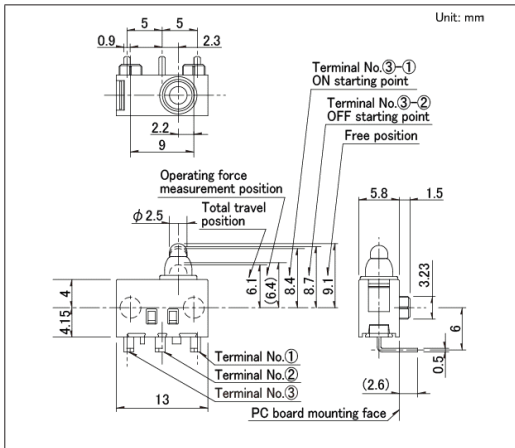 Unit: mm
5
5
0.9
2.3
2.2
9
Terminal No.③-①
ON starting point
Terminal No.③-②
OFF starting point
Free position
Operating force
measurement position
Total travel
position
φ2.5
6.1
(6.4)
8.4
8.7
9.1
4
4.15
13
Terminal No.①
Terminal No.②
Terminal No.③
5.8
1.5
3.23
6
0.5
(2.6)
PC board mounting face